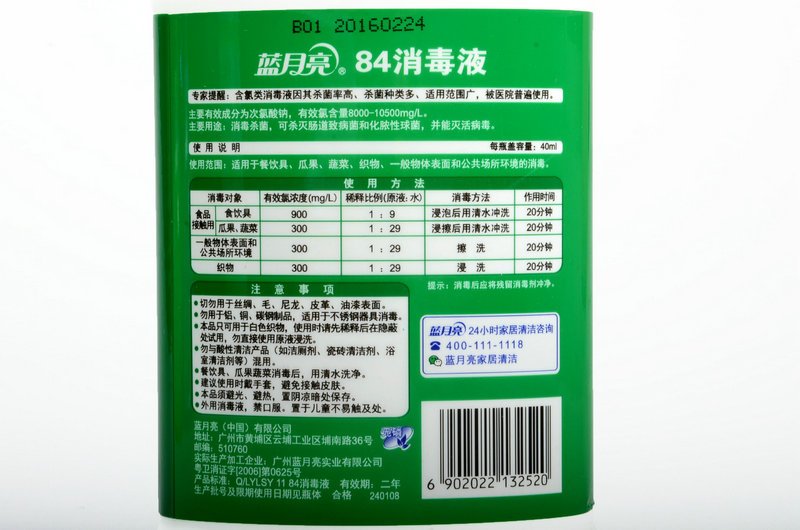 B01 20160224
蓝月亮® 84消毒液
专家提醒：含氯类消毒液因其杀菌率高、杀菌种类多、适用范围广，被医院普遍使用。
主要有效成分为次氯酸钠，有效氯含量8000-10500mg/L。
主要用途：消毒杀菌，可杀灭肠道致病菌和化脓性球菌，并能灭活病毒。
使用说明 每瓶盖容量：40ml
使用范围：适用于餐饮具、瓜果、蔬菜、织物、一般物体表面和公共场所环境的消毒。
使用方法
消毒对象 有效氯浓度(mg/L) 稀释比例(原液:水) 消毒方法 作用时间
食品接触用 食饮具 900 1：9 浸泡后用清水冲洗 20分钟
瓜果、蔬菜 300 1：29 浸擦后用清水冲洗 20分钟
一般物体表面和
公共场所环境 300 1：29 擦 洗 20分钟
织物 300 1：29 浸 洗 20分钟
提示：消毒后应将残留消毒剂冲净。
注意事项
●切勿用于丝绸、毛、尼龙、皮革、油漆表面。
●勿用于铝、铜、碳钢制品，适用于不锈钢器具消毒。
●本品只可用于白色织物，使用时请先稀释后在隐蔽
处试用，勿直接使用原液浸洗。
●勿与酸性清洁产品（如洁厕剂、瓷砖清洁剂、浴
室清洁剂等）混用。
●餐饮具、瓜果蔬菜消毒后，用清水洗净。
●建议使用时戴手套，避免接触皮肤。
●本品须避光、避热，置阴凉暗处保存。
●外用消毒液，禁口服。置于儿童不易触及处。
蓝月亮 24小时家居清洁咨询
400-111-1118
蓝月亮家居清洁
蓝月亮（中国）有限公司
地址：广州市黄埔区云埔工业区埔南路36号
邮编：510760
实际生产加工企业：广州蓝月亮实业有限公司
粤卫消证字[2006]第0625号
产品标准：Q/LYLSY 11 84消毒液 有效期：二年
生产批号及限期使用日期见瓶体 合格 240108
6 902022 132520